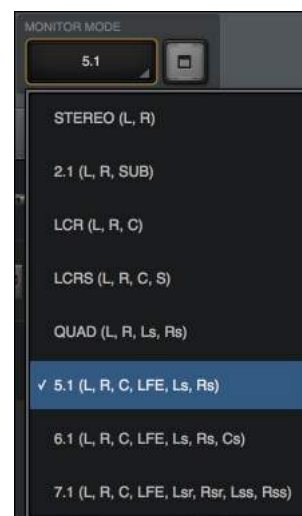 MONITOR MODE
5.1
STEREO (L, R)
2.1 (L, R, SUB)
LCR (L, R, C)
LCRS (L, R, C, S)
QUAD (L, R, Ls, Rs)
✓ 5.1 (L, R, C, LFE, Ls, Rs)
6.1 (L, R, C, LFE, Ls, Rs, Cs)
7.1 (L, R, C, LFE, Lsr, Rsr, Lss, Rss)